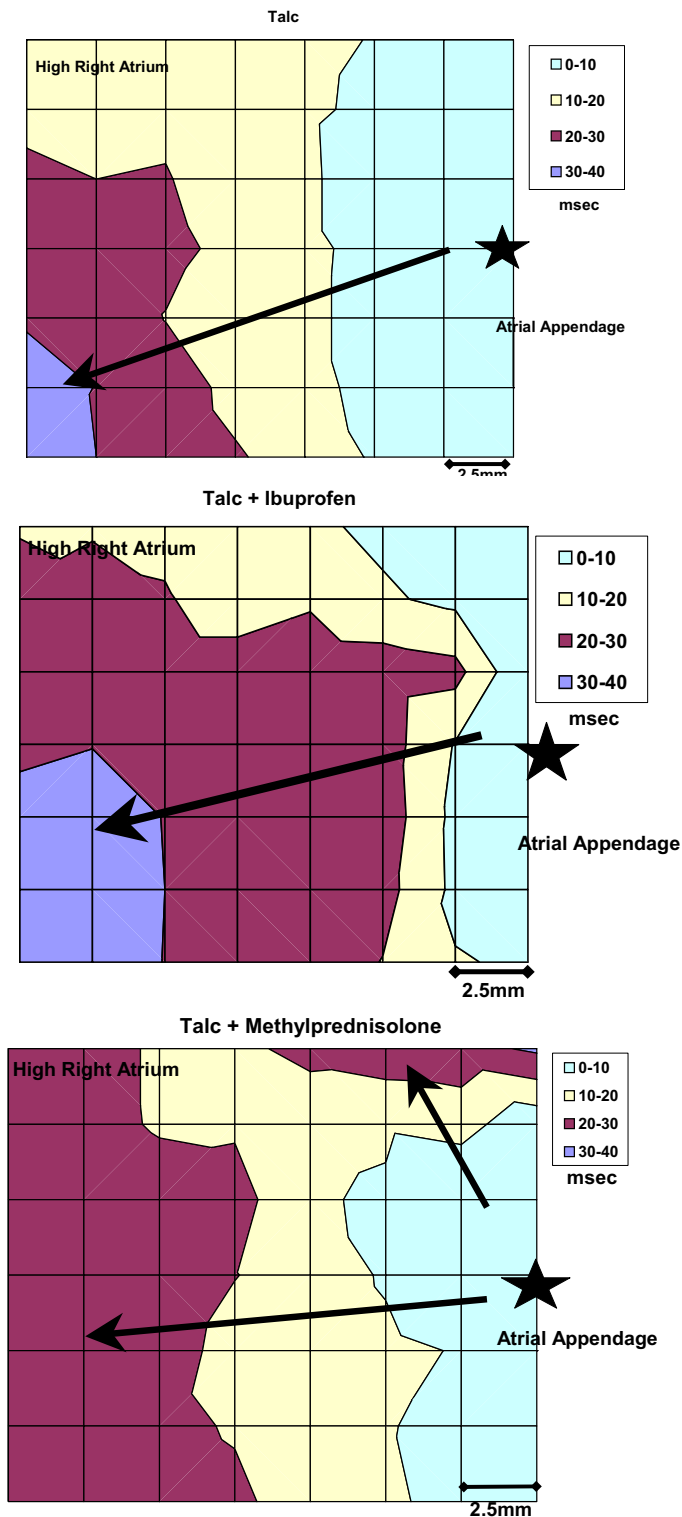 Talc
High Right Atrium
0-10
10-20
20-30
30-40
msec
Atrial Appendage
2.5mm
Talc + Ibuprofen
High Right Atrium
0-10
10-20
20-30
30-40
msec
Atrial Appendage
2.5mm
Talc + Methylprednisolone
High Right Atrium
0-10
10-20
20-30
30-40
msec
Atrial Appendage
2.5mm